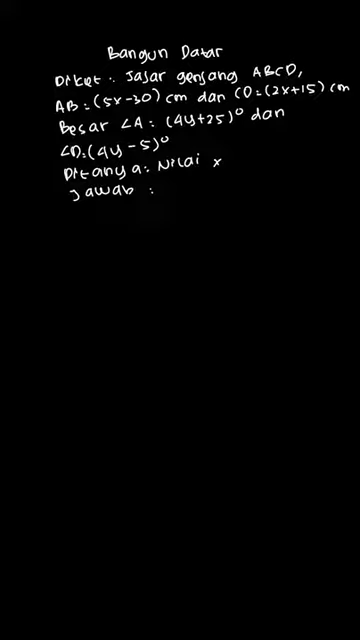 Bangun Datar
Diket : Jajar genjang ABCD,
AB = (5x-30) cm dan CD = (2x+15) cm
Besar ∠A = (4y+25)° dan
∠D = (4y-5)°
Ditanya : Nilai x
Jawab :